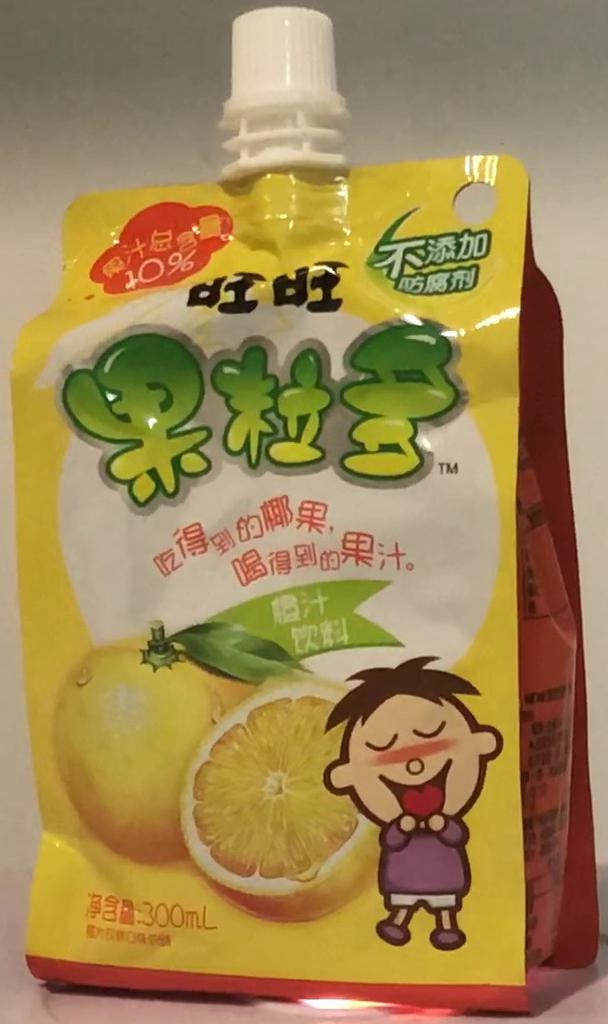 果汁总含量
10%
不添加
防腐剂
旺旺
果粒多
TM
吃得到的椰果,
喝得到的果汁。
橙汁
饮料
净含量:300mL